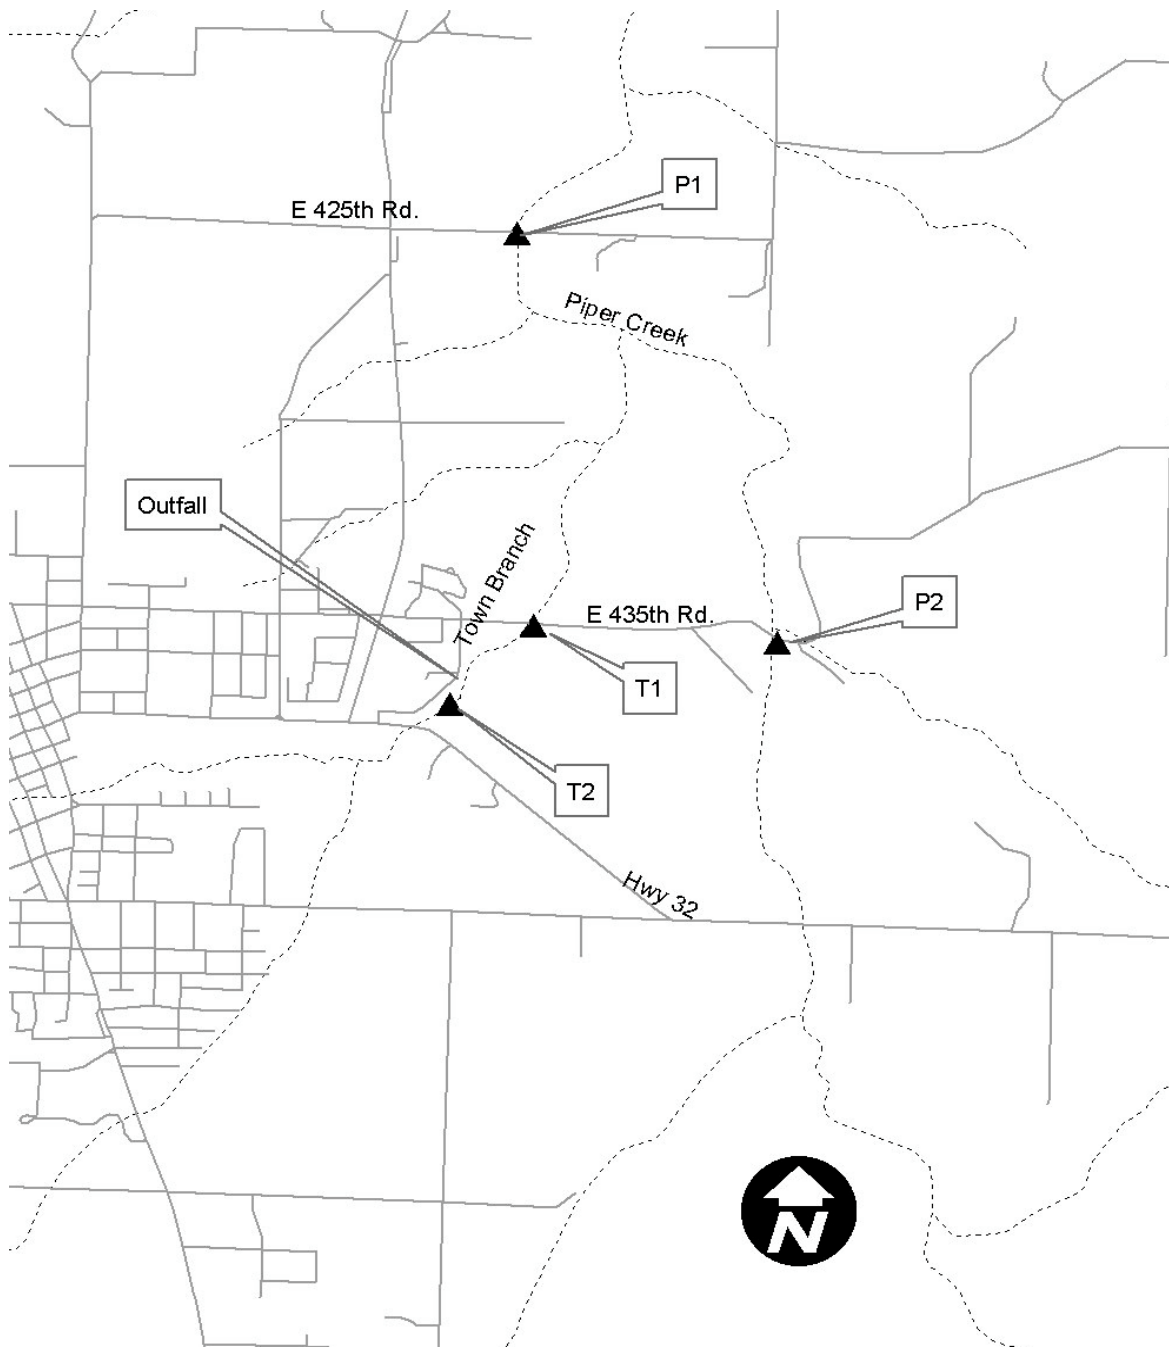 P1
E 425th Rd.
Piper Creek
Outfall
Town Branch
E 435th Rd.
P2
T1
T2
Hwy 32
N